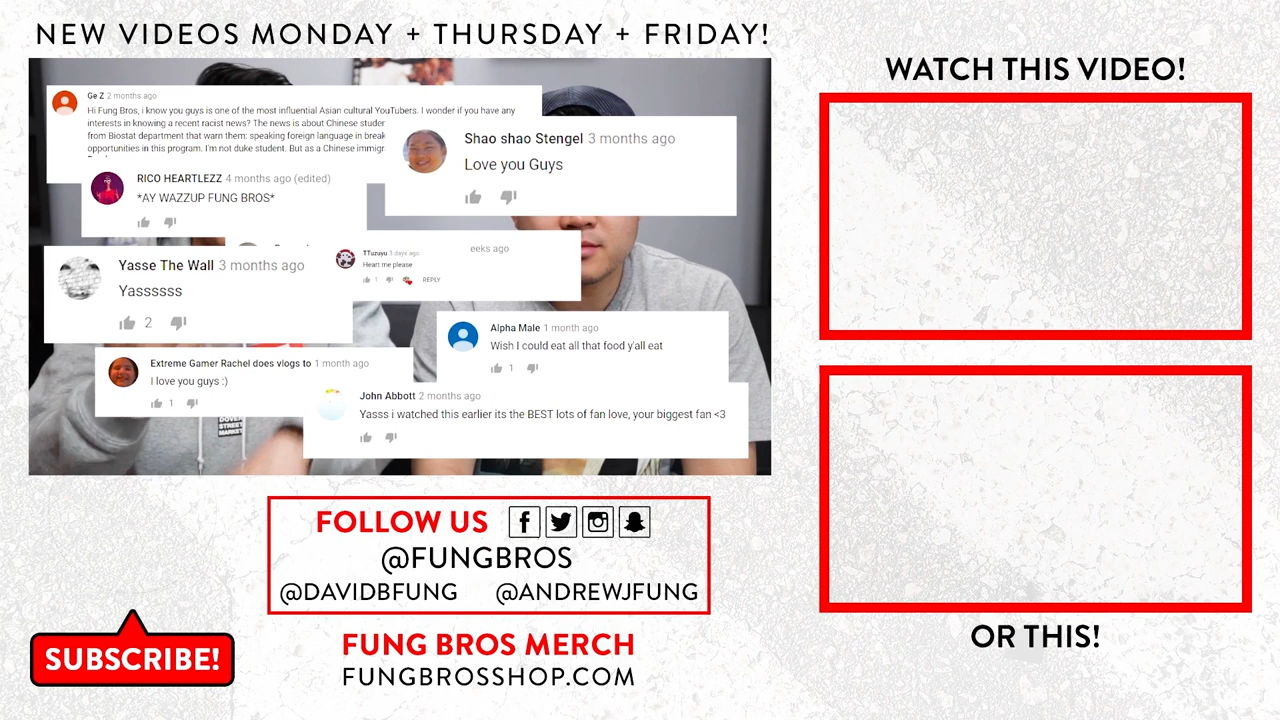 NEW VIDEOS MONDAY + THURSDAY + FRIDAY!
Ge Z 2 months ago
Hi Fung Bros, i know you guys is one of the most influential Asian cultural YouTubers. I wonder if you have any
interests in knowing a recent racist news? The news is about Chinese studer
from Biostat department that warn them: speaking foreign language in break
opportunities in this program. I'm not duke student. But as a Chinese immigr
Shao shao Stengel 3 months ago
Love you Guys
RICO HEARTLEZZ 4 months ago (edited)
*AY WAZZUP FUNG BROS*
eeks ago
TTuzuyu 3 days ago
Heart me please
1 REPLY
Yasse The Wall 3 months ago
Yassssss
2
Alpha Male 1 month ago
Wish I could eat all that food y'all eat
1
Extreme Gamer Rachel does vlogs to 1 month ago
I love you guys :)
1
John Abbott 2 months ago
Yasss i watched this earlier its the BEST lots of fan love, your biggest fan <3
DOVER
STREET
MARKET
FOLLOW US
@FUNGBROS
@DAVIDBFUNG @ANDREWJFUNG
SUBSCRIBE!
FUNG BROS MERCH
FUNGBROSSHOP.COM
WATCH THIS VIDEO!
OR THIS!